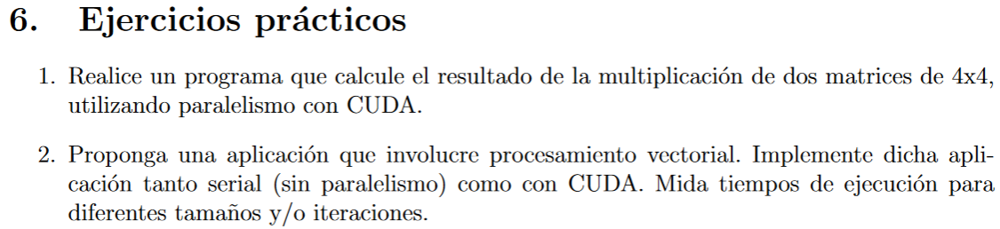 6. Ejercicios prácticos
1. Realice un programa que calcule el resultado de la multiplicación de dos matrices de 4x4,
utilizando paralelismo con CUDA.
2. Proponga una aplicación que involucre procesamiento vectorial. Implemente dicha apli-
cación tanto serial (sin paralelismo) como con CUDA. Mida tiempos de ejecución para
diferentes tamaños y/o iteraciones.